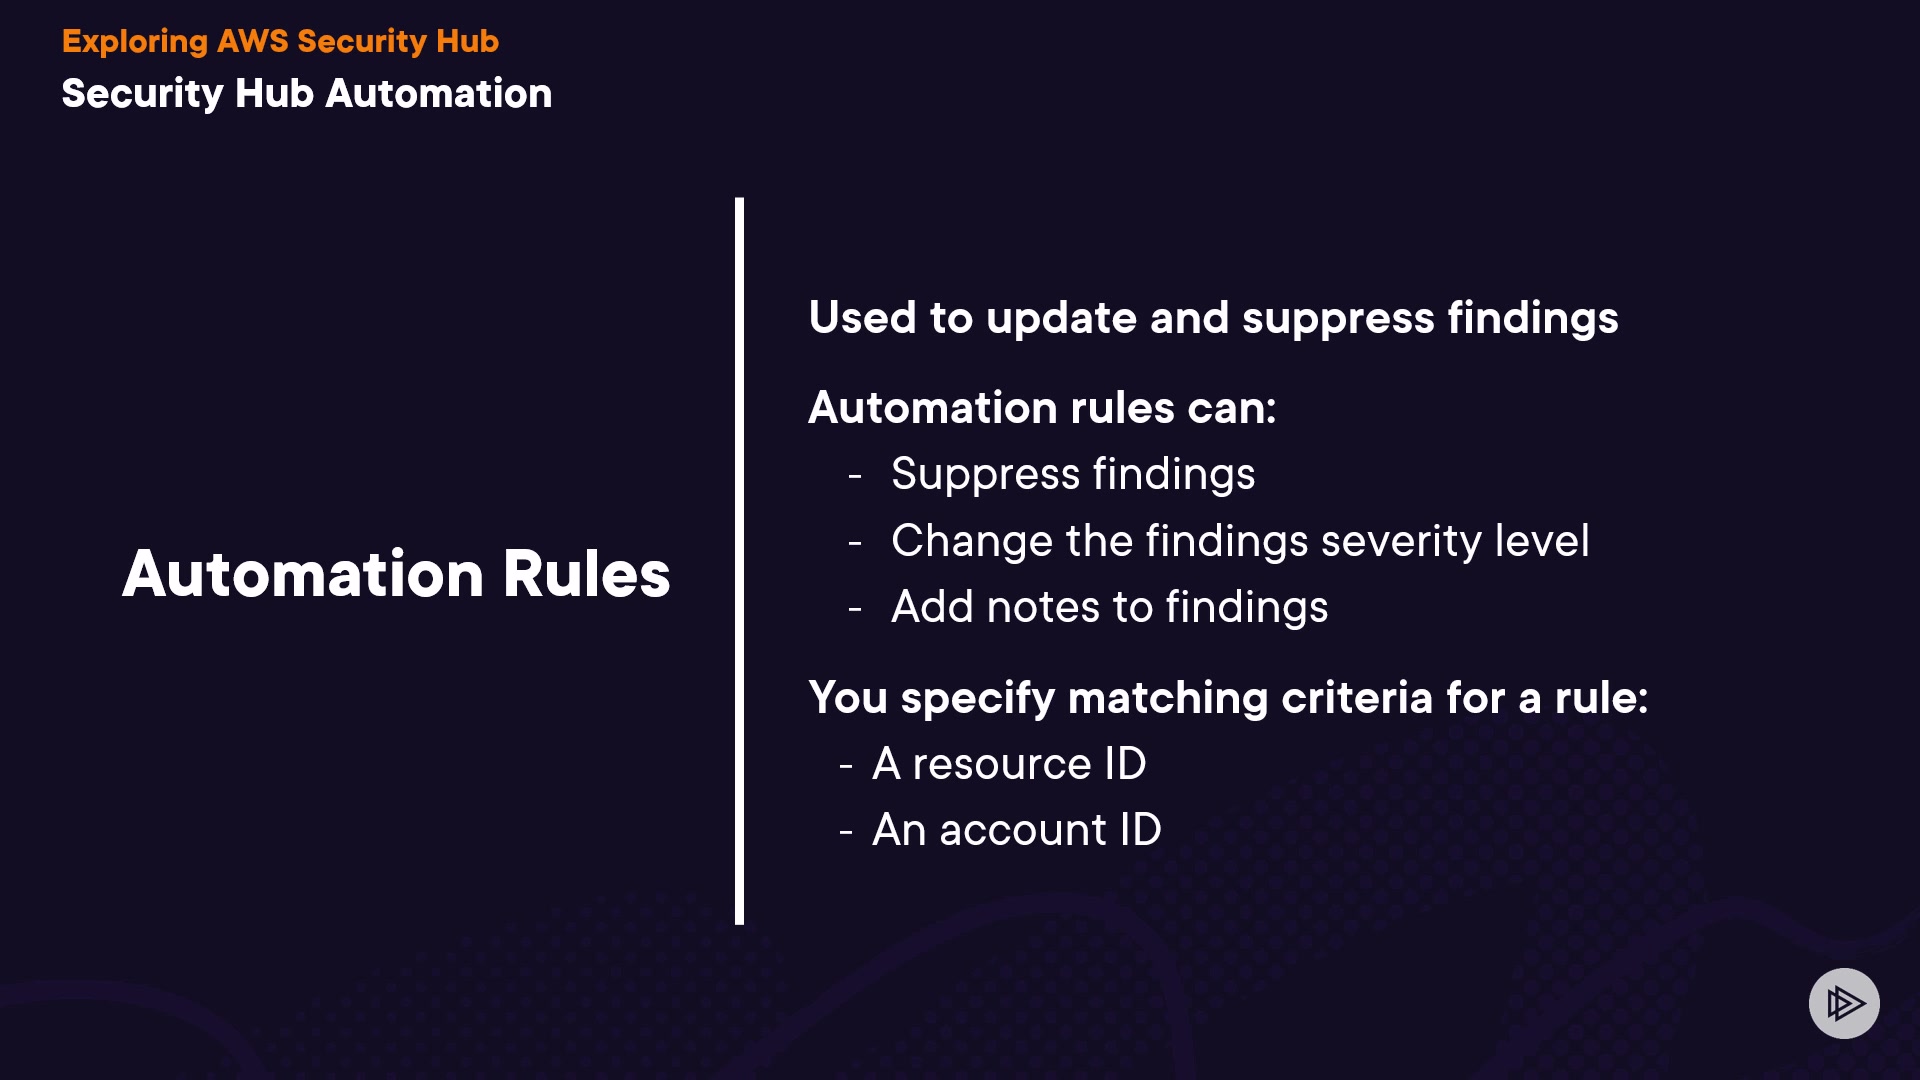 Exploring AWS Security Hub
Security Hub Automation
Automation Rules
Used to update and suppress findings
Automation rules can:
- Suppress findings
- Change the findings severity level
- Add notes to findings
You specify matching criteria for a rule:
- A resource ID
- An account ID